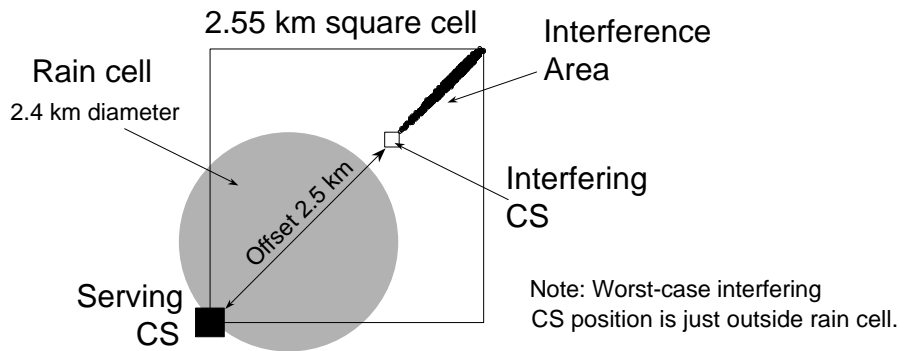 2.55 km square cell
Interference
Area
Rain cell
2.4 km diameter
Offset 2.5 km
Interfering
CS
Serving
CS
Note: Worst-case interfering
CS position is just outside rain cell.